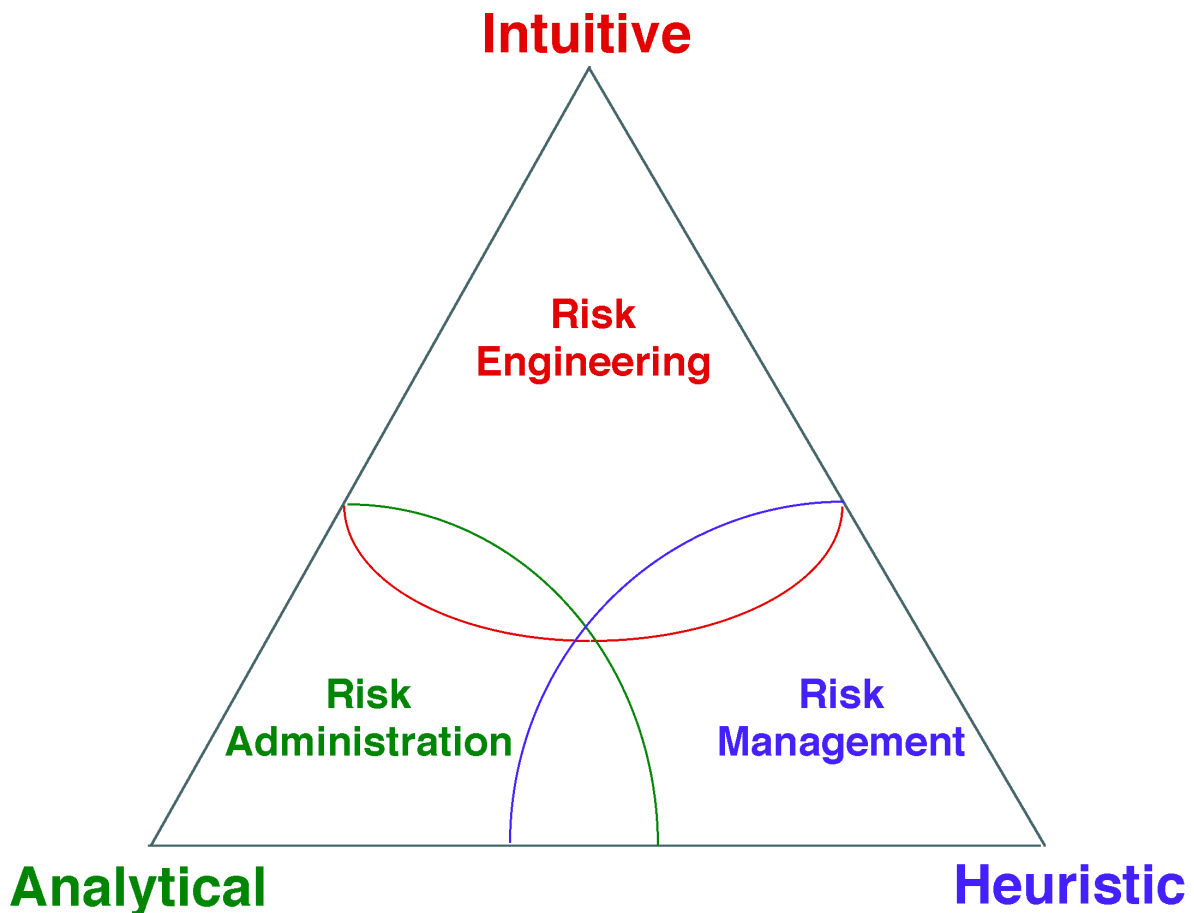 Intuitive
Risk
Engineering
Risk
Administration
Risk
Management
Analytical
Heuristic